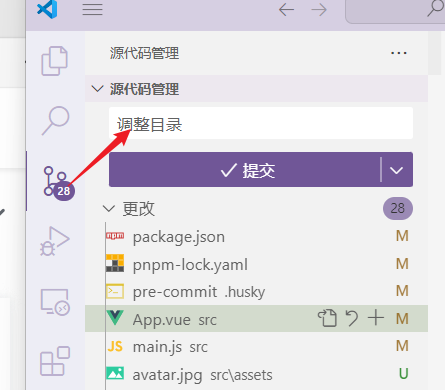 源代码管理
源代码管理
调整目录
提交
更改 28
28
package.json M
pnpm-lock.yaml M
pre-commit .husky M
App.vue src M
JS main.js src M
avatar.jpg src\assets U